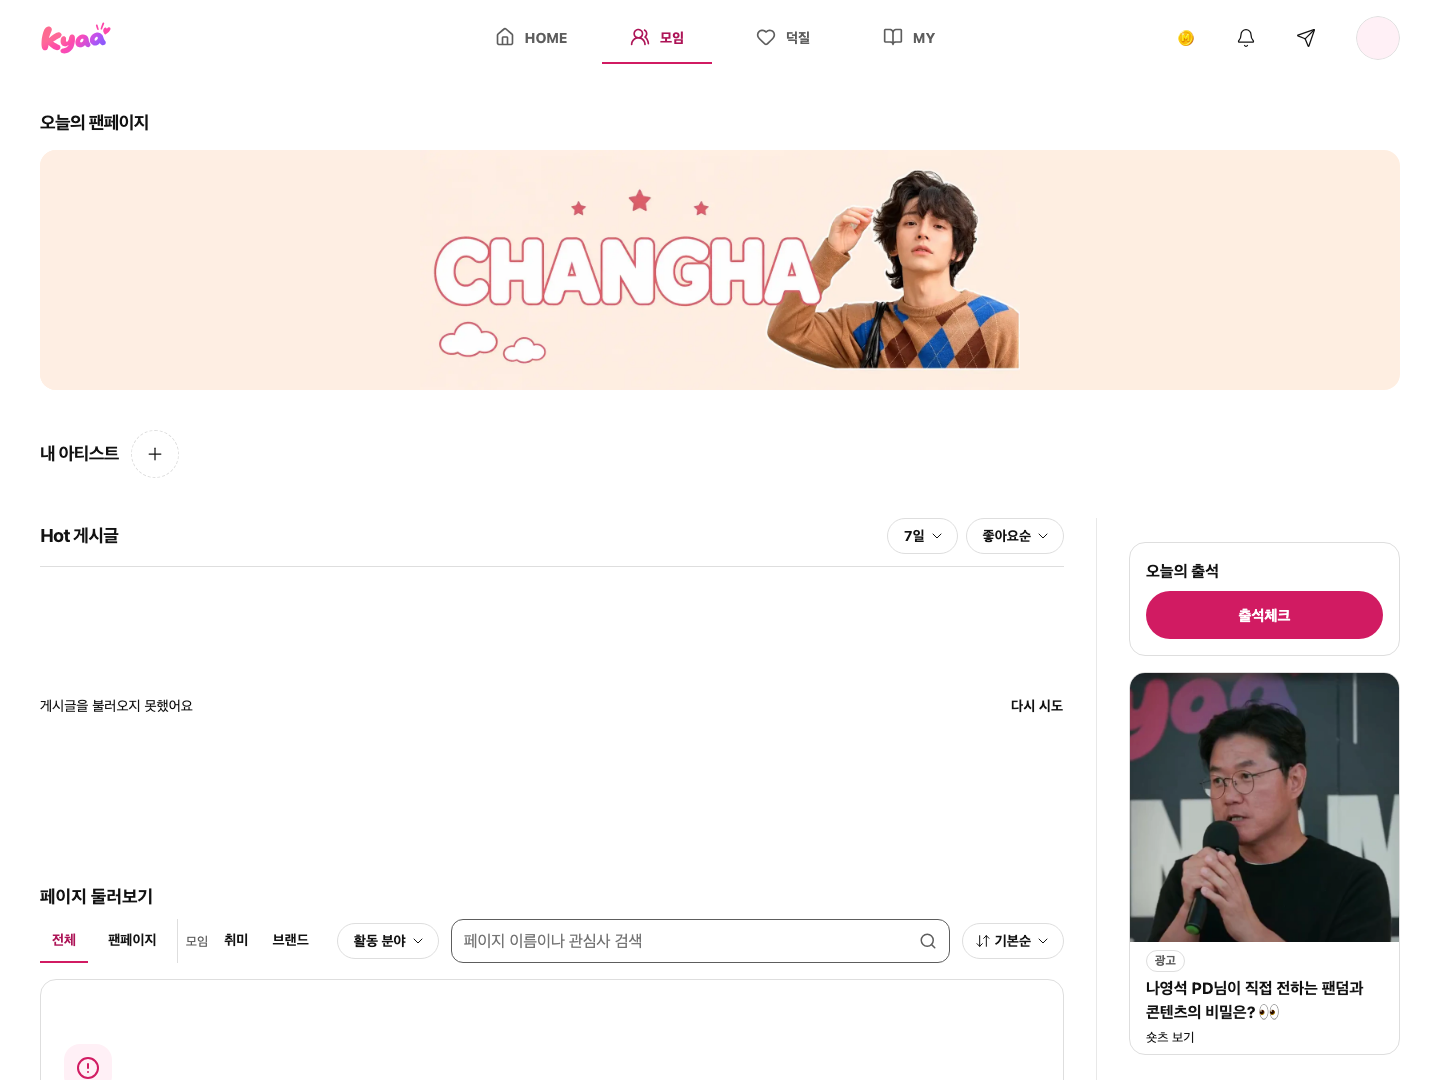 kyaa
HOME
모임
덕질
MY
오늘의 팬페이지
CHANGHA
내 아티스트
Hot 게시글
7일
좋아요순
게시글을 불러오지 못했어요
다시 시도
오늘의 출석
출석체크
kyaa
광고
나영석 PD님이 직접 전하는 팬덤과
콘텐츠의 비밀은? 👀
숏츠 보기
페이지 둘러보기
전체
팬페이지
모임
취미
브랜드
활동 분야
페이지 이름이나 관심사 검색
기본순